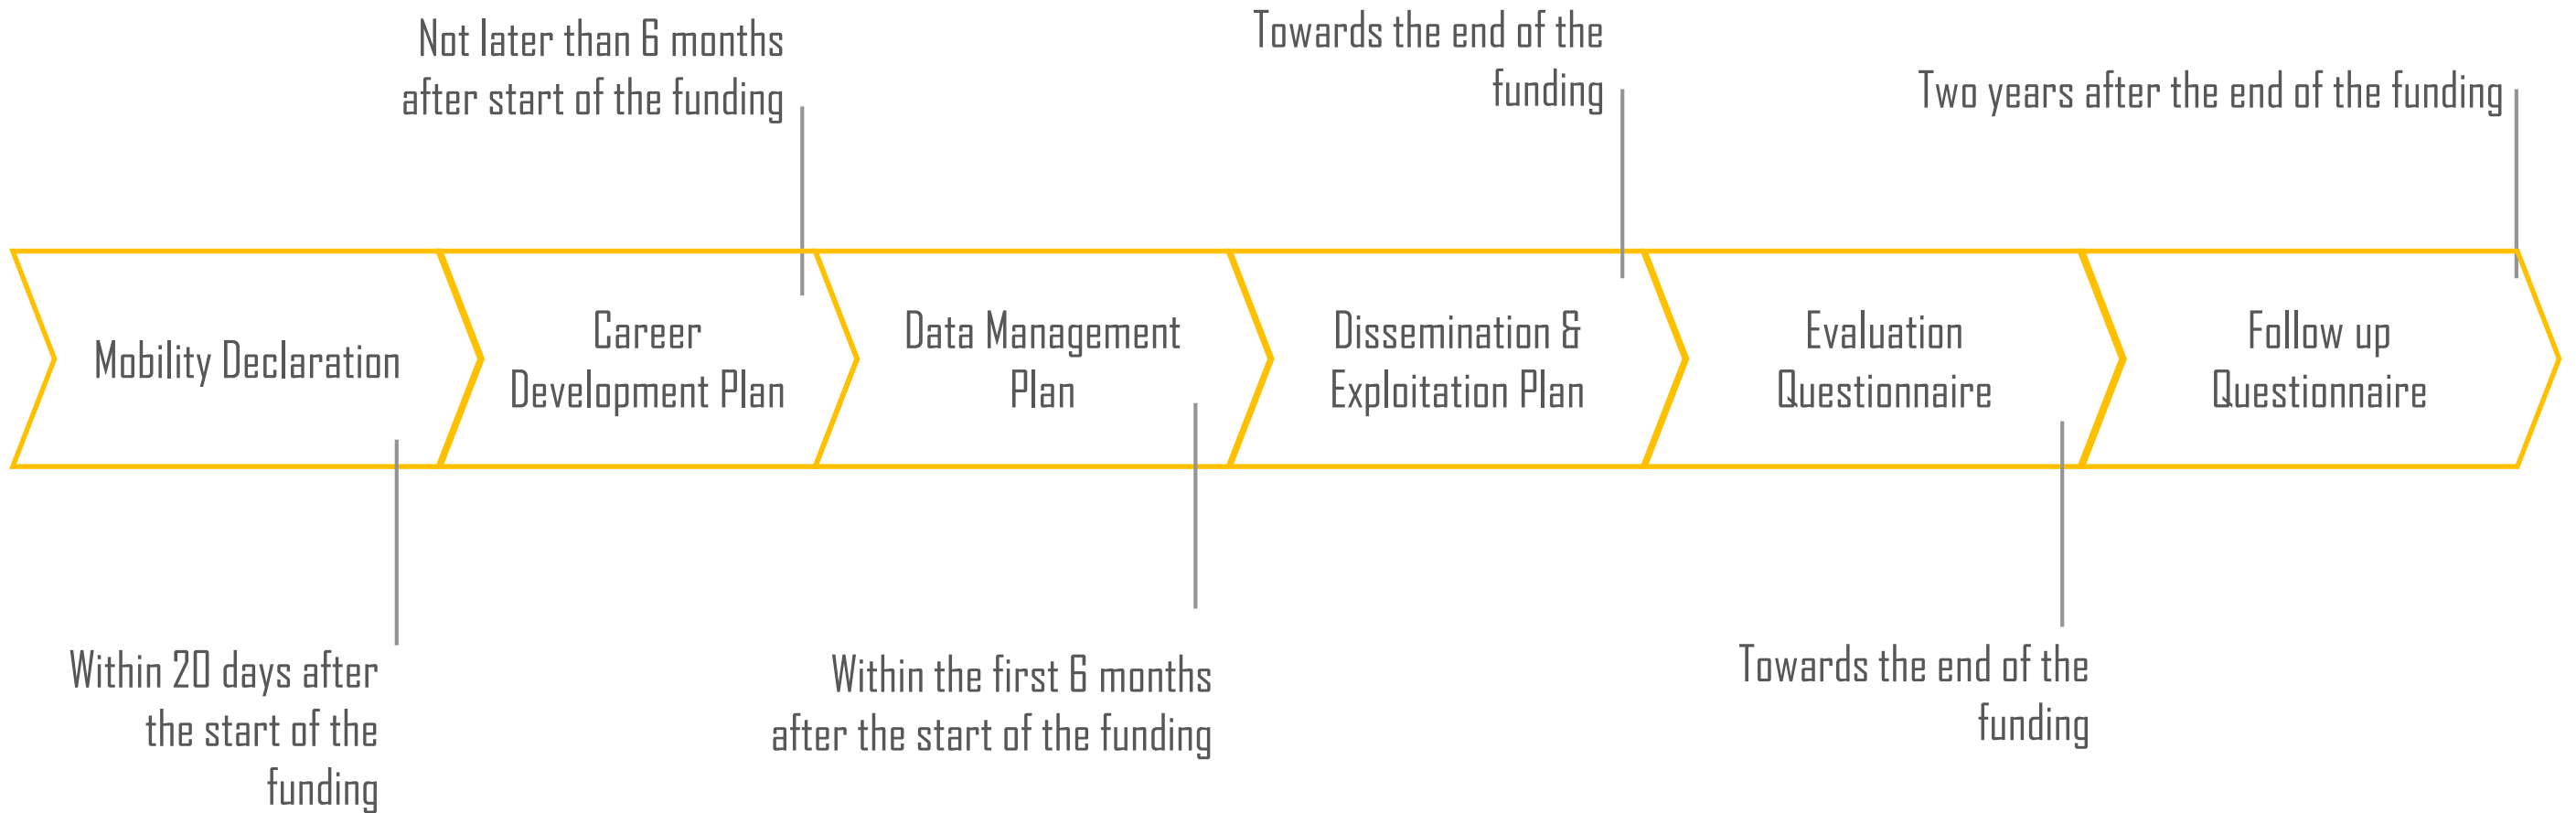 Not later than 6 months
after start of the funding
Towards the end of the
funding
Two years after the end of the funding
Mobility Declaration
Career
Development Plan
Data Management
Plan
Dissemination &
Exploitation Plan
Evaluation
Questionnaire
Follow up
Questionnaire
Within 20 days after
the start of the
funding
Within the first 6 months
after the start of the funding
Towards the end of the
funding